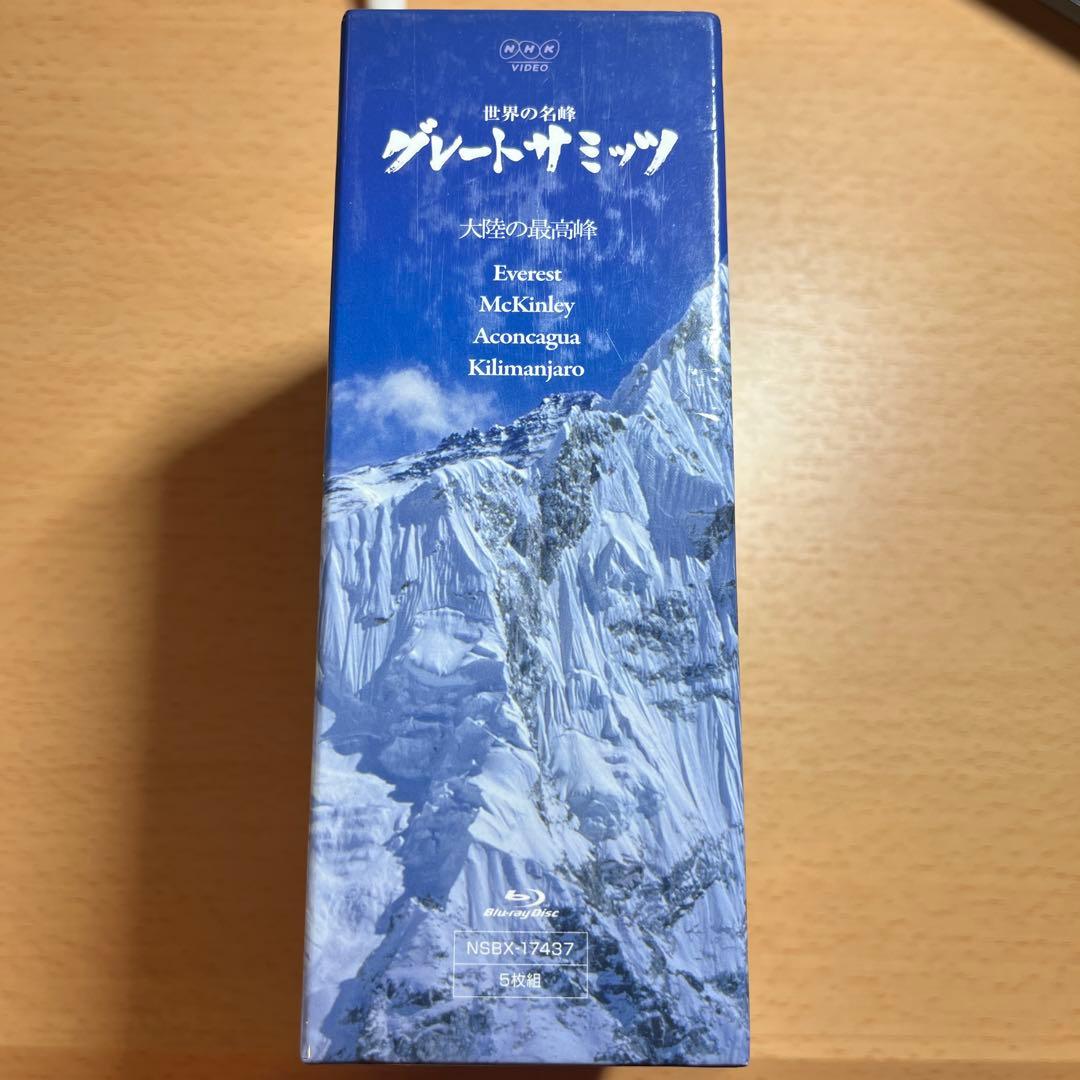 NHK
VIDEO
世界の名峰
グレートサミッツ
大陸の最高峰
Everest
McKinley
Aconcagua
Kilimanjaro
Blu-ray Disc
NSBX-17437
5枚組